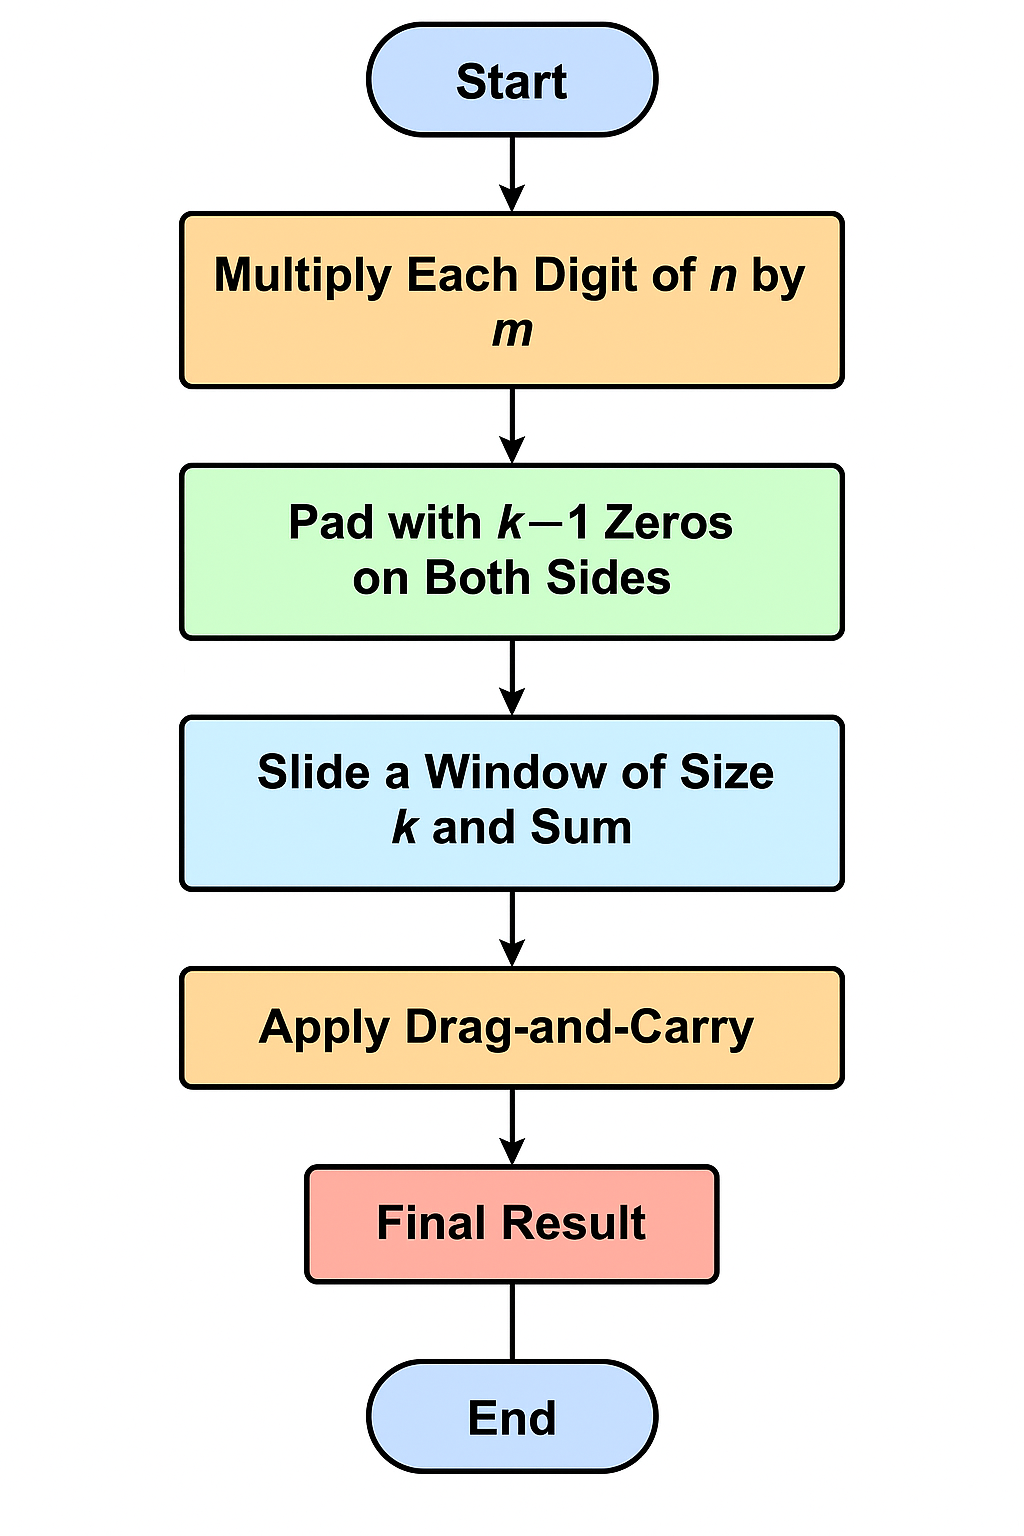 Start
Multiply Each Digit of n by
m
Pad with k−1 Zeros
on Both Sides
Slide a Window of Size
k and Sum
Apply Drag-and-Carry
Final Result
End